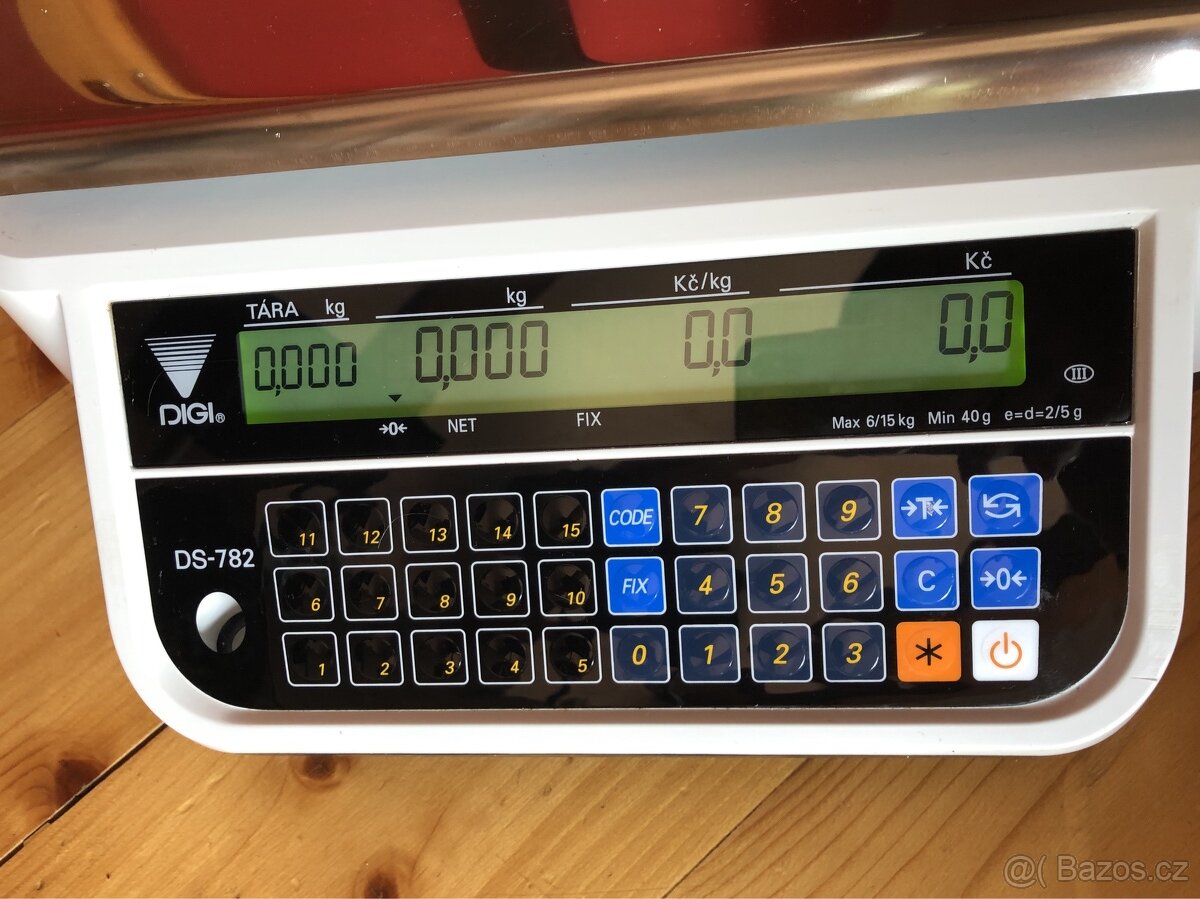 TÁRA kg kg Kč/kg Kč
0,000 0,000 0,0 0,0
DIGI®
→0← NET FIX Max 6/15 kg Min 40 g e=d=2/5 g III
DS-782
11 12 13 14 15 CODE 7 8 9 →T←
6 7 8 9 10 FIX 4 5 6 C →0←
1 2 3 4 5 0 1 2 3 *
@( Bazos.cz